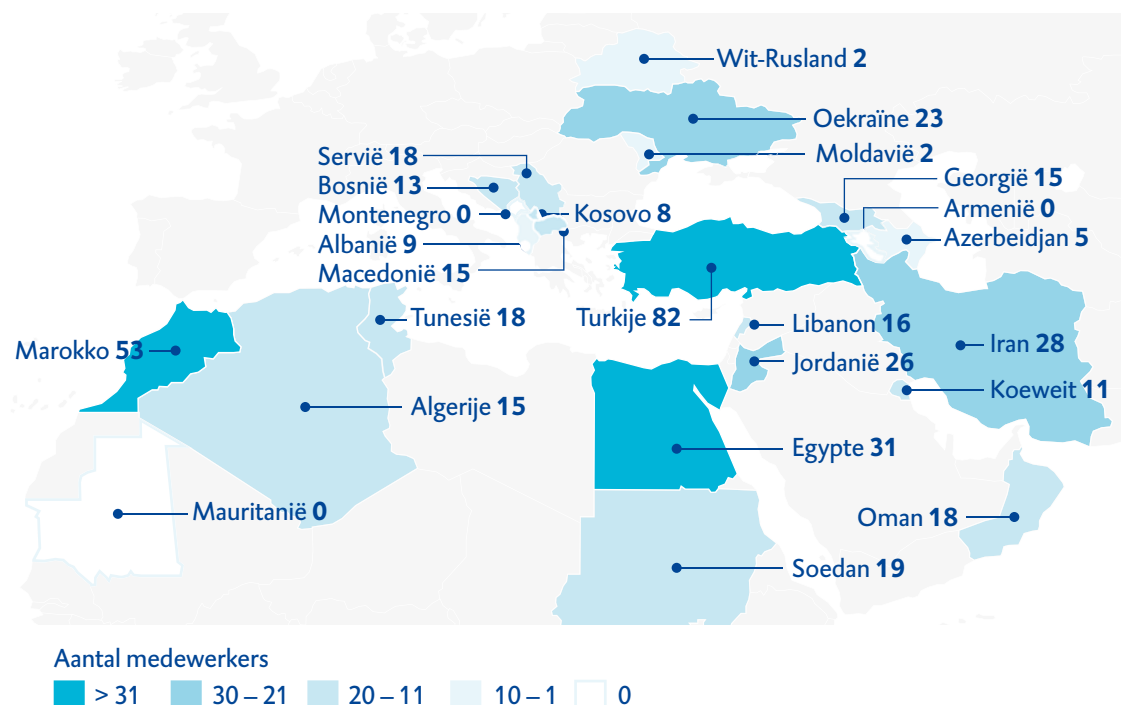 Wit-Rusland 2
Oekraïne 23
Moldavië 2
Servië 18
Bosnië 13
Montenegro 0
Albanië 9
Macedonië 15
Kosovo 8
Georgië 15
Armenië 0
Azerbeidjan 5
Marokko 53
Tunesië 18
Turkije 82
Libanon 16
Jordanië 26
Iran 28
Koeweit 11
Algerije 15
Egypte 31
Mauritanië 0
Oman 18
Soedan 19
Aantal medewerkers
> 31 30 – 21 20 – 11 10 – 1 0